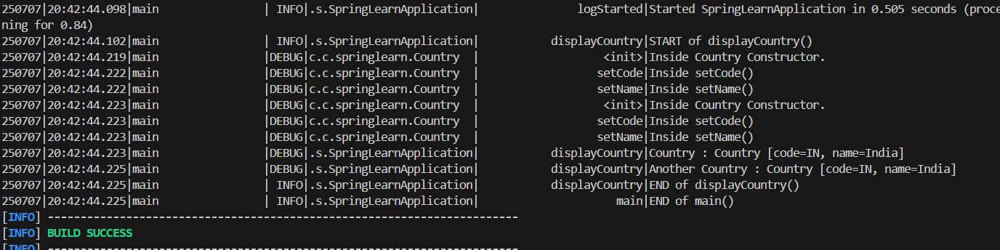 250707|20:42:44.098|main                | INFO|.s.SpringLearnApplication|               logStarted|Started SpringLearnApplication in 0.505 seconds (proce
ning for 0.84)
250707|20:42:44.102|main                | INFO|.s.SpringLearnApplication|           displayCountry|START of displayCountry()
250707|20:42:44.219|main                |DEBUG|c.c.springlearn.Country  |                   <init>|Inside Country Constructor.
250707|20:42:44.222|main                |DEBUG|c.c.springlearn.Country  |                  setCode|Inside setCode()
250707|20:42:44.222|main                |DEBUG|c.c.springlearn.Country  |                  setName|Inside setName()
250707|20:42:44.223|main                |DEBUG|c.c.springlearn.Country  |                   <init>|Inside Country Constructor.
250707|20:42:44.223|main                |DEBUG|c.c.springlearn.Country  |                  setCode|Inside setCode()
250707|20:42:44.223|main                |DEBUG|c.c.springlearn.Country  |                  setName|Inside setName()
250707|20:42:44.223|main                |DEBUG|.s.SpringLearnApplication|           displayCountry|Country : Country [code=IN, name=India]
250707|20:42:44.225|main                |DEBUG|.s.SpringLearnApplication|           displayCountry|Another Country : Country [code=IN, name=India]
250707|20:42:44.225|main                | INFO|.s.SpringLearnApplication|           displayCountry|END of displayCountry()
250707|20:42:44.225|main                | INFO|.s.SpringLearnApplication|                     main|END of main()
[INFO] ------------------------------------------------------------------------
[INFO] BUILD SUCCESS
[INFO] ------------------------------------------------------------------------